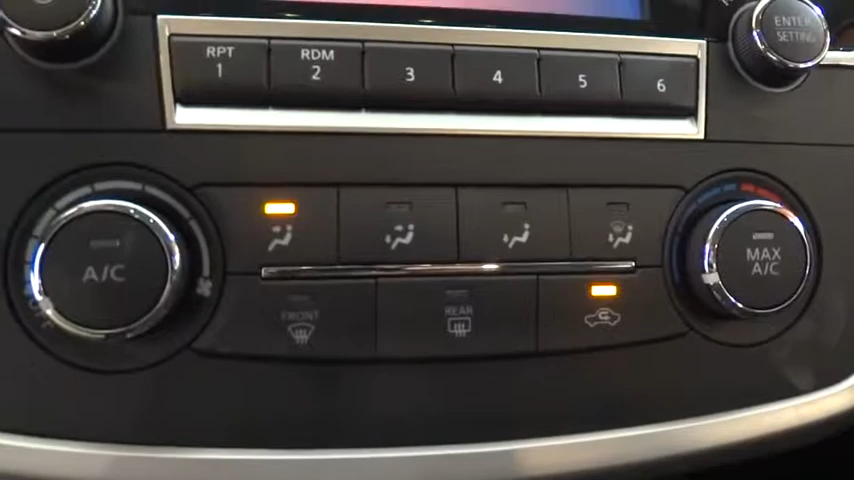 RPT
1
RDM
2
3
4
5
6
ENTER
SETTING
A/C
MAX
A/C
FRONT
REAR